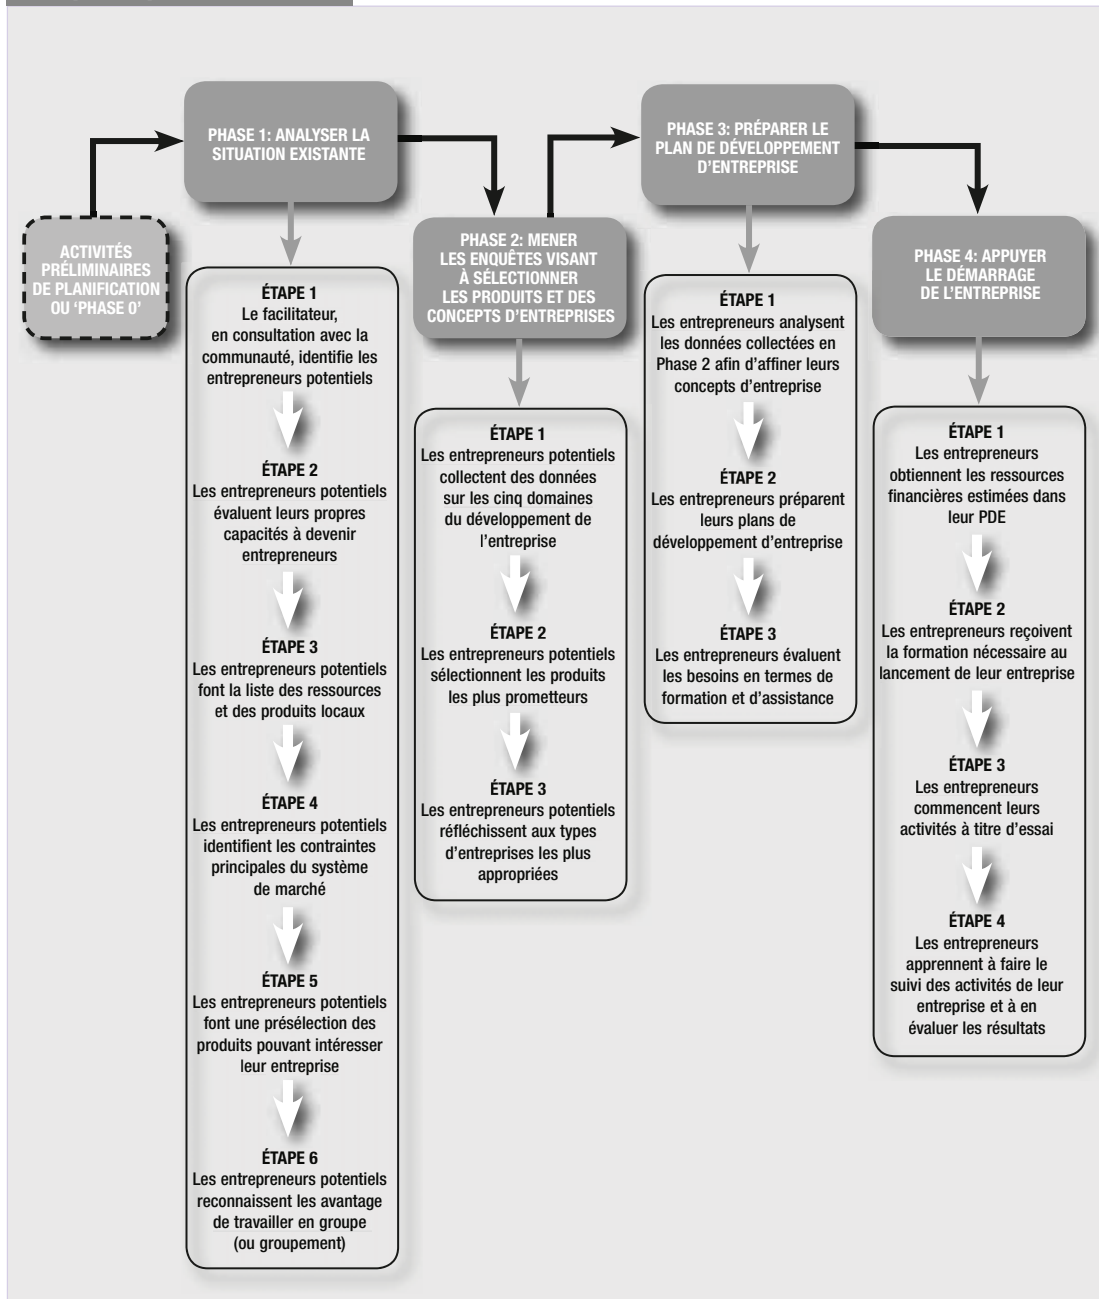 ACTIVITÉS
PRÉLIMINAIRES
DE PLANIFICATION
OU ‘PHASE 0’
PHASE 1: ANALYSER LA
SITUATION EXISTANTE
ÉTAPE 1
Le facilitateur,
en consultation avec la
communauté, identifie les
entrepreneurs potentiels
ÉTAPE 2
Les entrepreneurs potentiels
évaluent leurs propres
capacités à devenir
entrepreneurs
ÉTAPE 3
Les entrepreneurs potentiels
font la liste des ressources
et des produits locaux
ÉTAPE 4
Les entrepreneurs potentiels
identifient les contraintes
principales du système
de marché
ÉTAPE 5
Les entrepreneurs potentiels
font une présélection des
produits pouvant intéresser
leur entreprise
ÉTAPE 6
Les entrepreneurs potentiels
reconnaissent les avantage
de travailler en groupe
(ou groupement)
PHASE 2: MENER
LES ENQUÊTES VISANT
À SÉLECTIONNER
LES PRODUITS ET DES
CONCEPTS D’ENTREPRISES
ÉTAPE 1
Les entrepreneurs potentiels
collectent des données
sur les cinq domaines
du développement de
l’entreprise
ÉTAPE 2
Les entrepreneurs potentiels
sélectionnent les produits
les plus prometteurs
ÉTAPE 3
Les entrepreneurs potentiels
réfléchissent aux types
d’entreprises les plus
appropriées
PHASE 3: PRÉPARER LE
PLAN DE DÉVELOPPEMENT
D’ENTREPRISE
ÉTAPE 1
Les entrepreneurs analysent
les données collectées en
Phase 2 afin d’affiner leurs
concepts d’entreprise
ÉTAPE 2
Les entrepreneurs préparent
leurs plans de
développement d’entreprise
ÉTAPE 3
Les entrepreneurs évaluent
les besoins en termes de
formation et d’assistance
PHASE 4: APPUYER
LE DÉMARRAGE
DE L’ENTREPRISE
ÉTAPE 1
Les entrepreneurs
obtiennent les ressources
financières estimées dans
leur PDE
ÉTAPE 2
Les entrepreneurs reçoivent
la formation nécessaire au
lancement de leur entreprise
ÉTAPE 3
Les entrepreneurs
commencent leurs
activités à titre d’essai
ÉTAPE 4
Les entrepreneurs
apprennent à faire le
suivi des activités de leur
entreprise et à en
évaluer les résultats